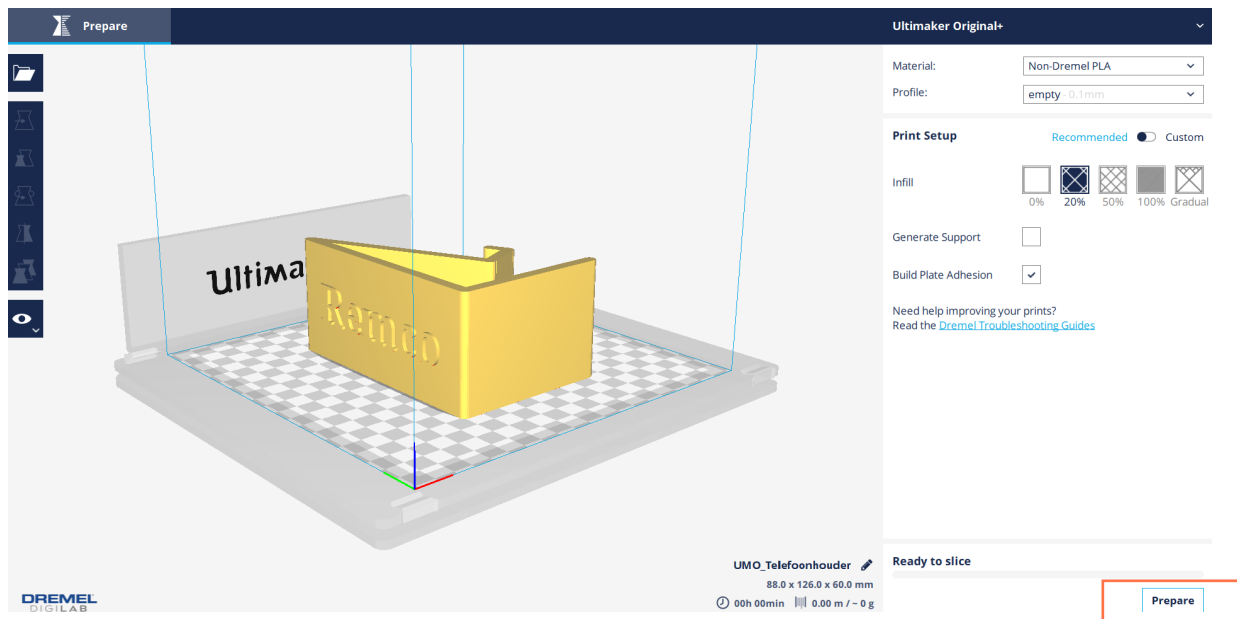 Prepare
Ultimaker Original+
Material:
Non-Dremel PLA
Profile:
empty - 0.1mm
Print Setup
Recommended
Custom
Infill
0%
20%
50%
100%
Gradual
Generate Support
Build Plate Adhesion
Need help improving your prints?
Read the Dremel Troubleshooting Guides
Ultima
Remco
UMO_Telefoonhouder
88.0 x 126.0 x 60.0 mm
00h 00min
0.00 m / ~ 0 g
Ready to slice
Prepare
DREMEL
DIGILAB